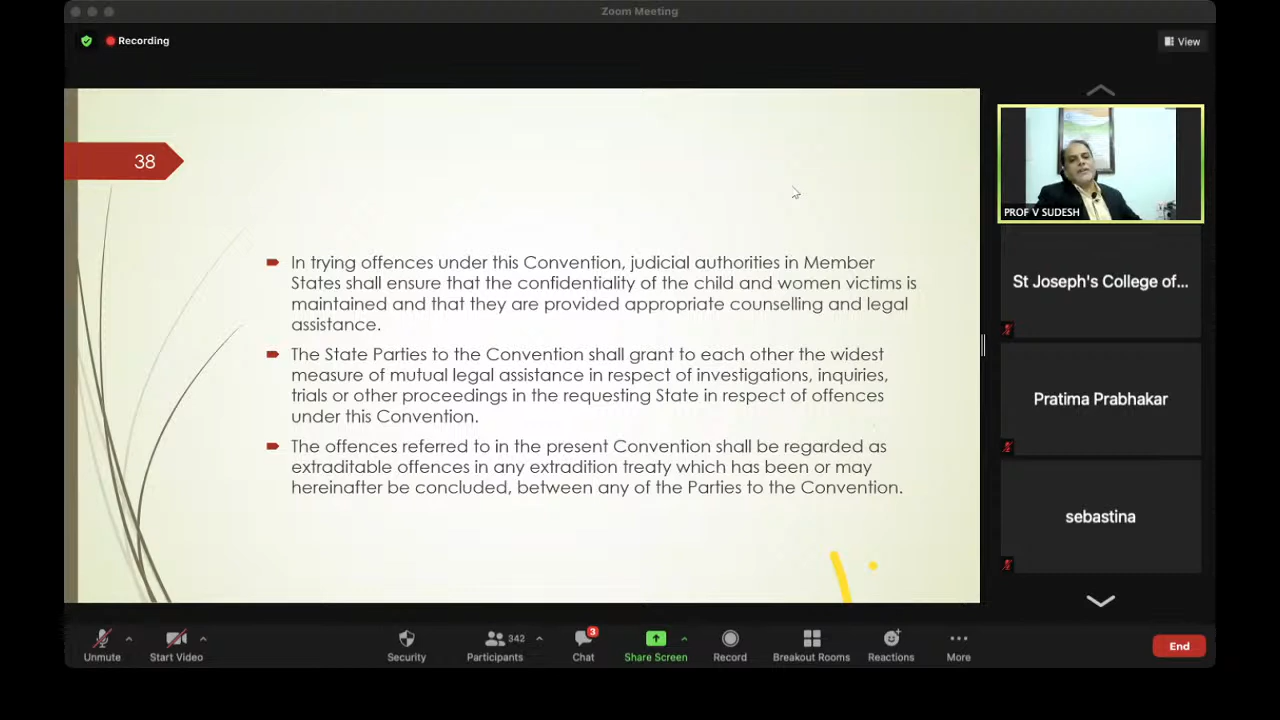 Zoom Meeting
Recording
View
38
In trying offences under this Convention, judicial authorities in Member
States shall ensure that the confidentiality of the child and women victims is
maintained and that they are provided appropriate counselling and legal
assistance.
The State Parties to the Convention shall grant to each other the widest
measure of mutual legal assistance in respect of investigations, inquiries,
trials or other proceedings in the requesting State in respect of offences
under this Convention.
The offences referred to in the present Convention shall be regarded as
extraditable offences in any extradition treaty which has been or may
hereinafter be concluded, between any of the Parties to the Convention.
PROF V SUDESH
St Joseph's College of...
Pratima Prabhakar
sebastina
Unmute
Start Video
Security
Participants 342
Chat 3
Share Screen
Record
Breakout Rooms
Reactions
More
End